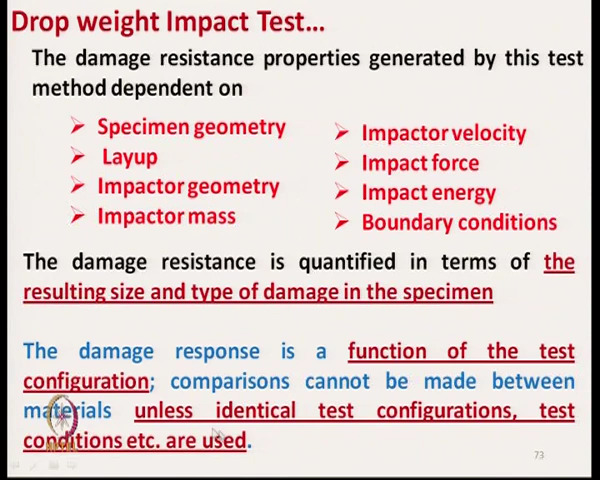 Drop weight Impact Test...
The damage resistance properties generated by this test
method dependent on
➢ Specimen geometry
➢ Layup
➢ Impactor geometry
➢ Impactor mass
➢ Impactor velocity
➢ Impact force
➢ Impact energy
➢ Boundary conditions
The damage resistance is quantified in terms of the
resulting size and type of damage in the specimen
The damage response is a function of the test
configuration; comparisons cannot be made between
materials unless identical test configurations, test
conditions etc. are used.
NPTEL
73